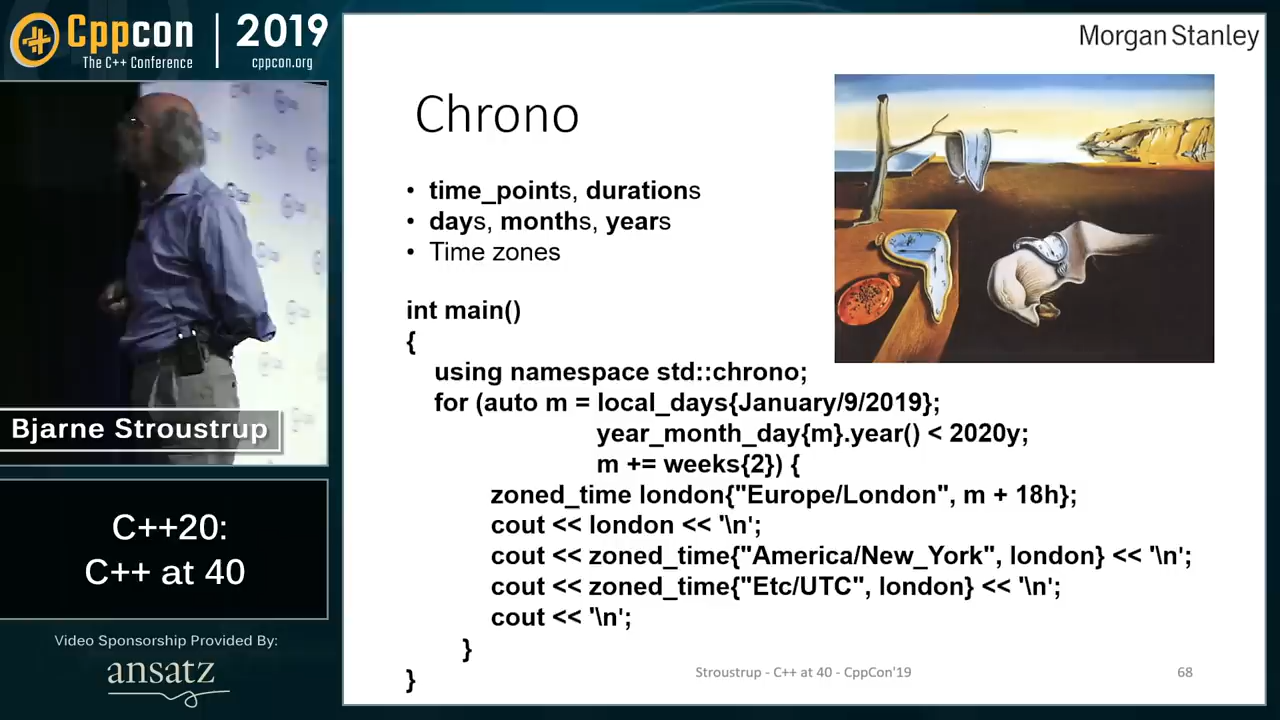 Cppcon
The C++ Conference
2019
cppcon.org
Morgan Stanley
Chrono
• time_points, durations
• days, months, years
• Time zones
int main()
{
using namespace std::chrono;
for (auto m = local_days{January/9/2019};
year_month_day{m}.year() < 2020y;
m += weeks{2}) {
zoned_time london{"Europe/London", m + 18h};
cout << london << '\n';
cout << zoned_time{"America/New_York", london} << '\n';
cout << zoned_time{"Etc/UTC", london} << '\n';
cout << '\n';
}
}
Stroustrup - C++ at 40 - CppCon'19
68
Bjarne Stroustrup
C++20:
C++ at 40
Video Sponsorship Provided By:
ansatz